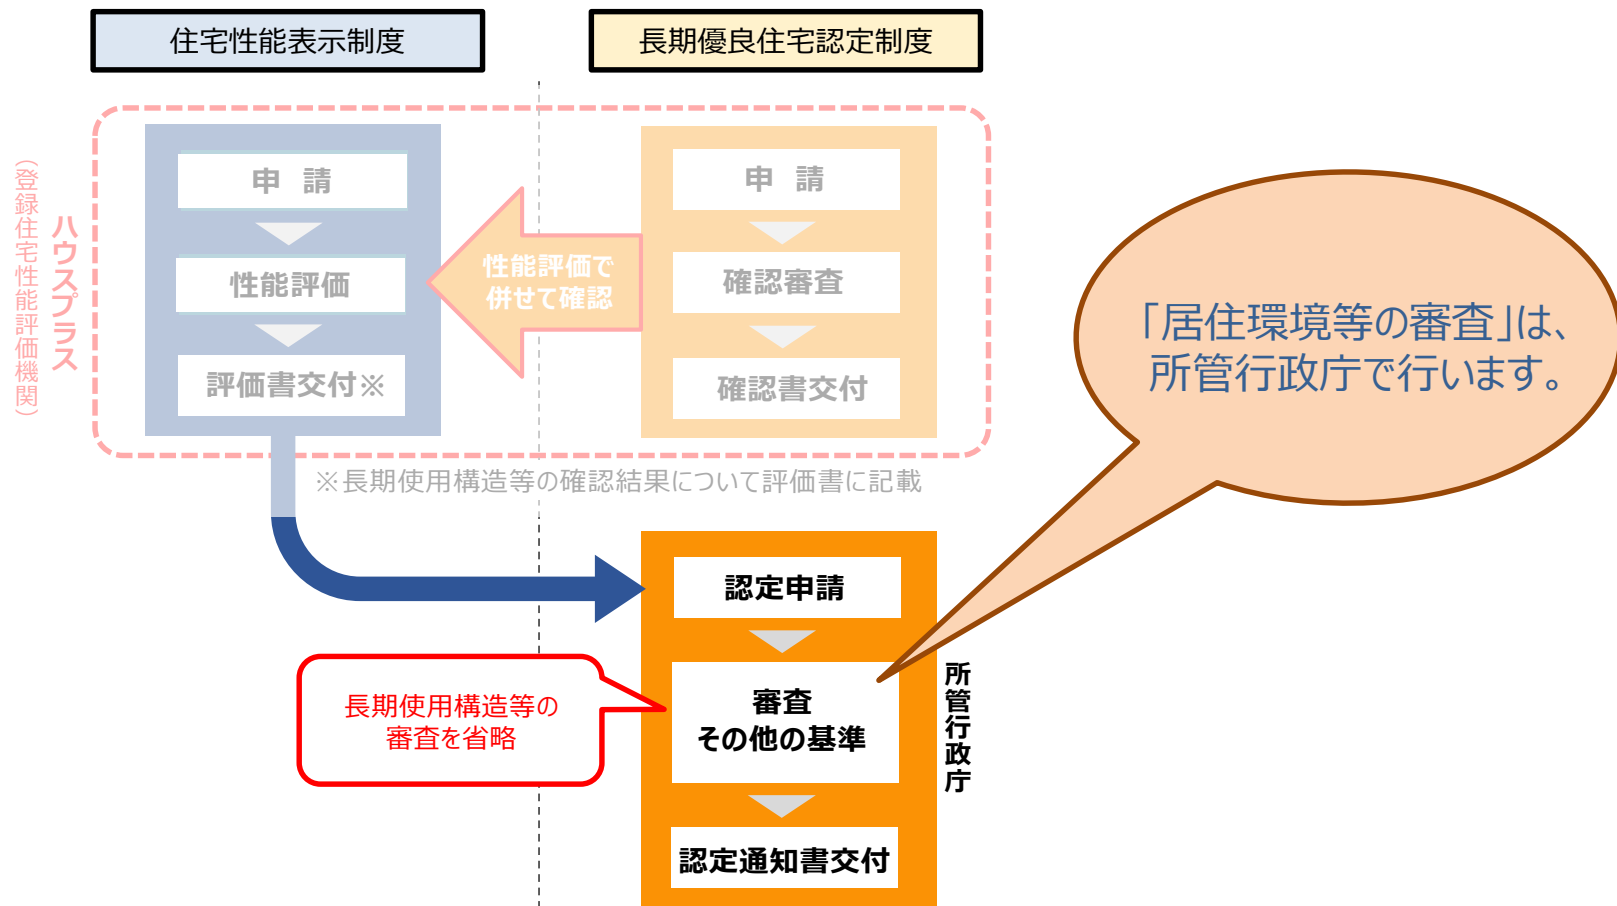 住宅性能表示制度
長期優良住宅認定制度
ハウスプラス
（登録住宅性能評価機関）
申 請
性能評価
評価書交付※
性能評価で
併せて確認
申 請
確認審査
確認書交付
※長期使用構造等の確認結果について評価書に記載
「居住環境等の審査」は、
所管行政庁で行います。
認定申請
審査
その他の基準
認定通知書交付
所管行政庁
長期使用構造等の
審査を省略